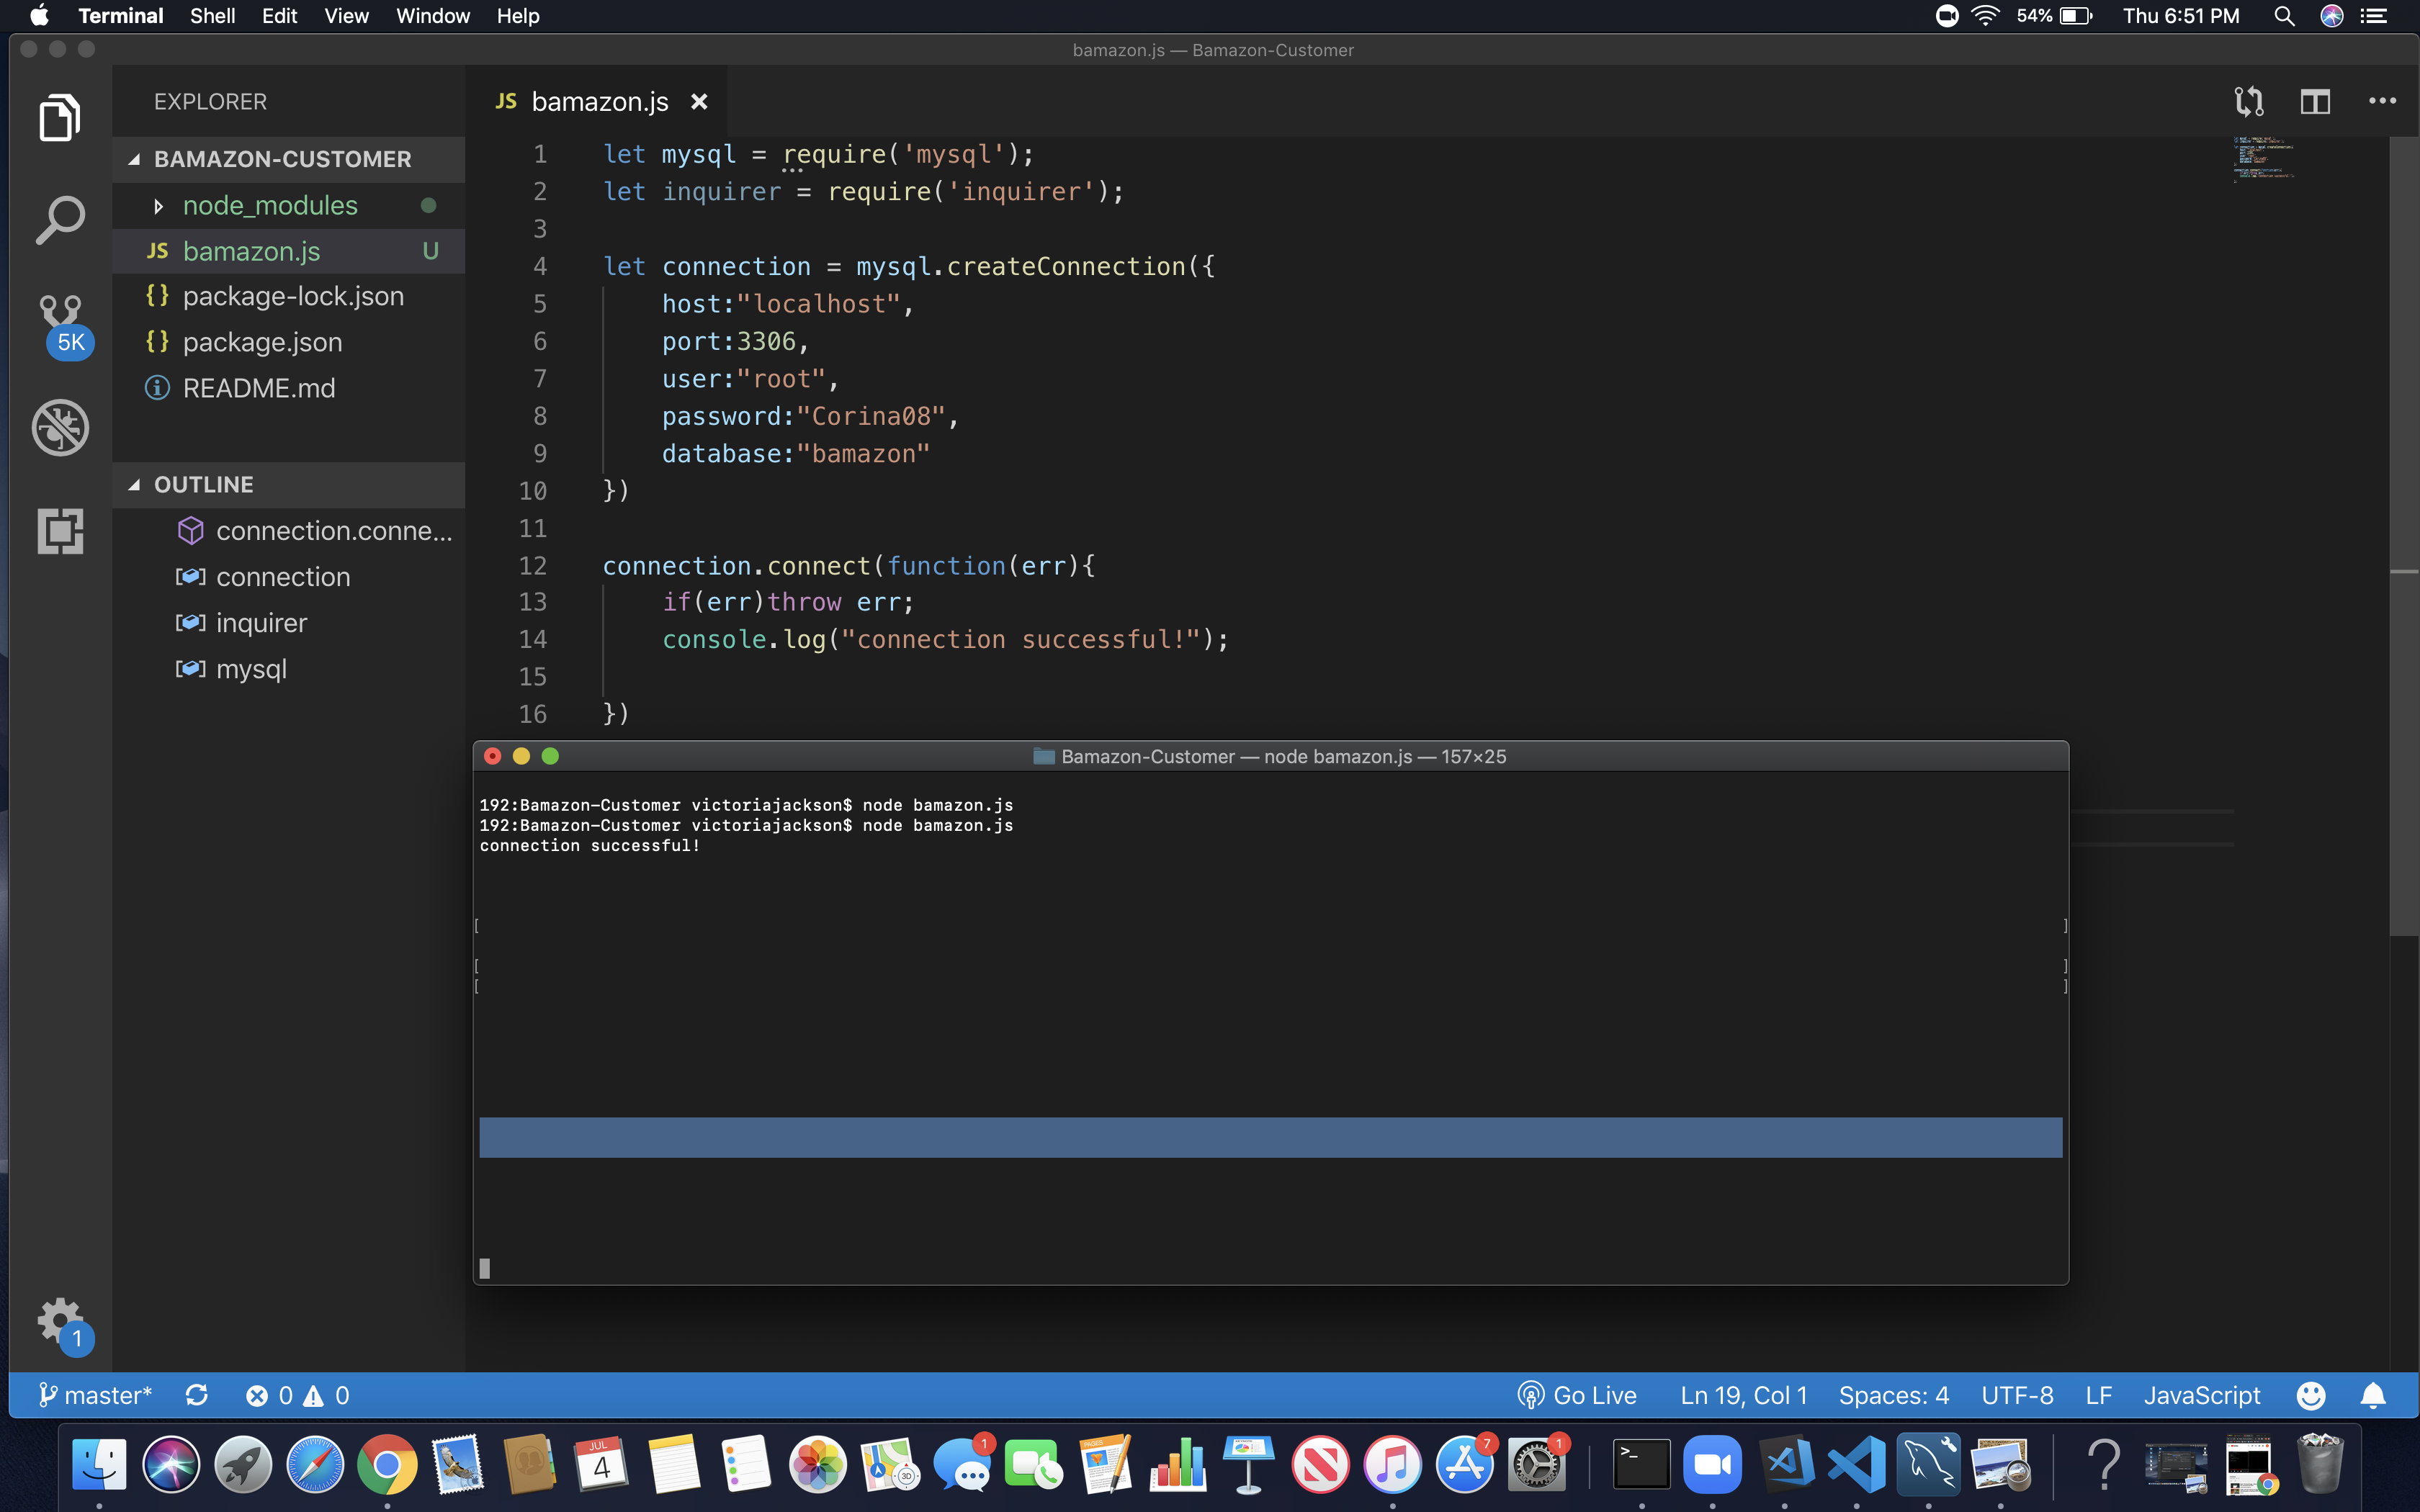 Terminal Shell Edit View Window Help 54% Thu 6:51 PM
bamazon.js — Bamazon-Customer
EXPLORER
BAMAZON-CUSTOMER
node_modules
JS bamazon.js U
{ } package-lock.json
{ } package.json
README.md
5K
OUTLINE
connection.conne...
connection
inquirer
mysql
1
JS bamazon.js
1 let mysql = require('mysql');
2 let inquirer = require('inquirer');
3
4 let connection = mysql.createConnection({
5 host:"localhost",
6 port:3306,
7 user:"root",
8 password:"Corina08",
9 database:"bamazon"
10 })
11
12 connection.connect(function(err){
13 if(err)throw err;
14 console.log("connection successful!");
15
16 })
Bamazon-Customer — node bamazon.js — 157×25
192:Bamazon-Customer victoriajackson$ node bamazon.js
192:Bamazon-Customer victoriajackson$ node bamazon.js
connection successful!
[ ]
[ ]
[ ]
master* 0 0 Go Live Ln 19, Col 1 Spaces: 4 UTF-8 LF JavaScript
JUL
4
3D
1
PAGES
7
1
>_
?